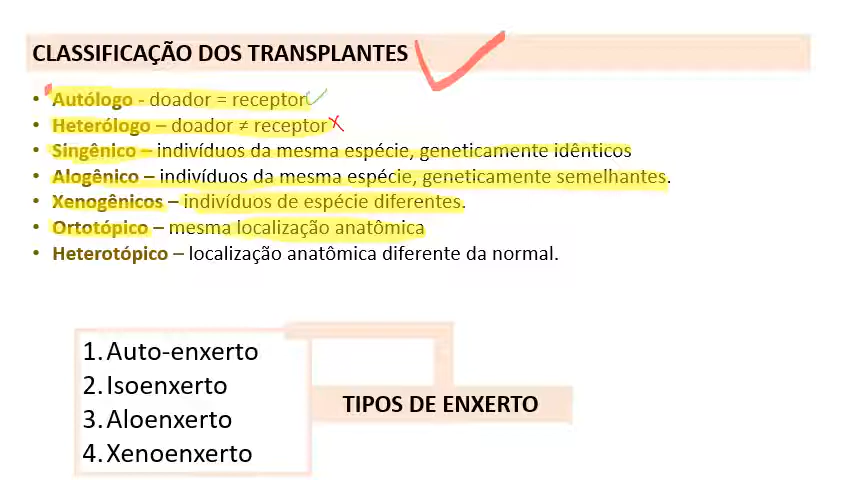 CLASSIFICAÇÃO DOS TRANSPLANTES
• Autólogo - doador = receptor
• Heterólogo – doador ≠ receptor
• Singênico – indivíduos da mesma espécie, geneticamente idênticos
• Alogênico – indivíduos da mesma espécie, geneticamente semelhantes.
• Xenogênicos – indivíduos de espécie diferentes.
• Ortotópico – mesma localização anatômica
• Heterotópico – localização anatômica diferente da normal.
1. Auto-enxerto
2. Isoenxerto
3. Aloenxerto
4. Xenoenxerto
TIPOS DE ENXERTO